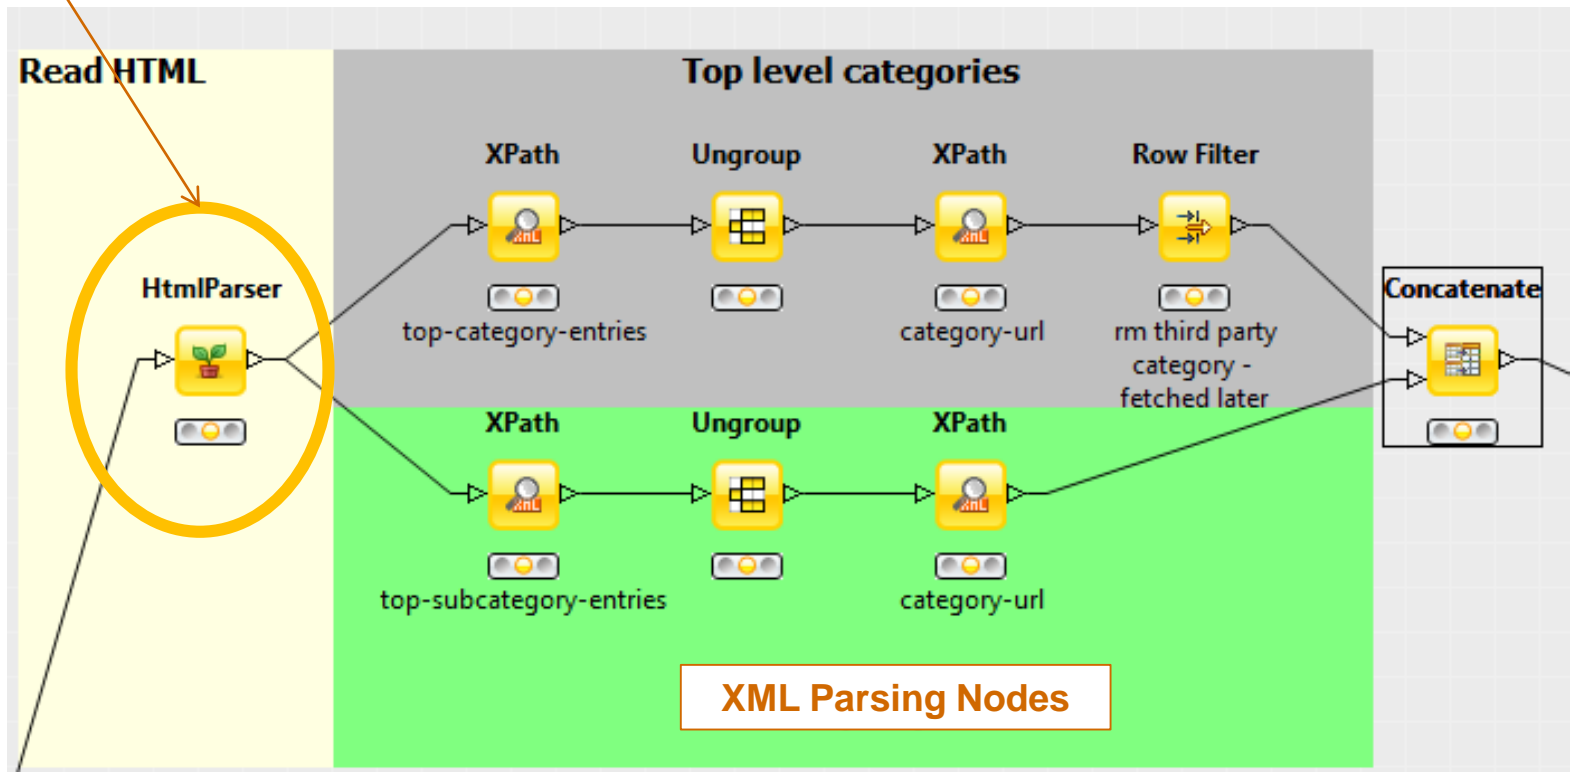 Read HTML
Top level categories
XPath
Ungroup
XPath
Row Filter
top-category-entries
category-url
rm third party
category -
fetched later
HtmlParser
Concatenate
XPath
Ungroup
XPath
top-subcategory-entries
category-url
XML Parsing Nodes